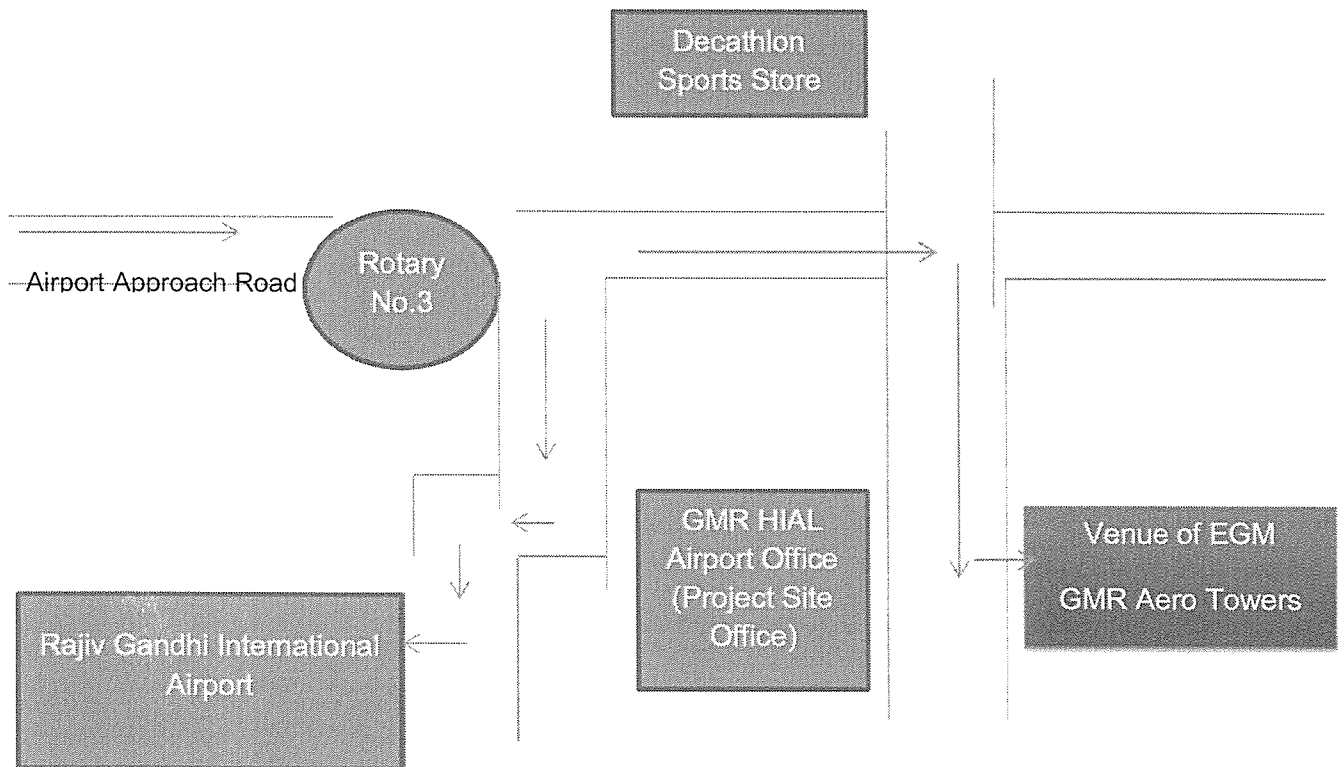 Decathlon
Sports Store
Airport Approach Road
Rotary
No.3
GMR HIAL
Airport Office
(Project Site
Office)
Venue of EGM
GMR Aero Towers
Rajiv Gandhi International
Airport